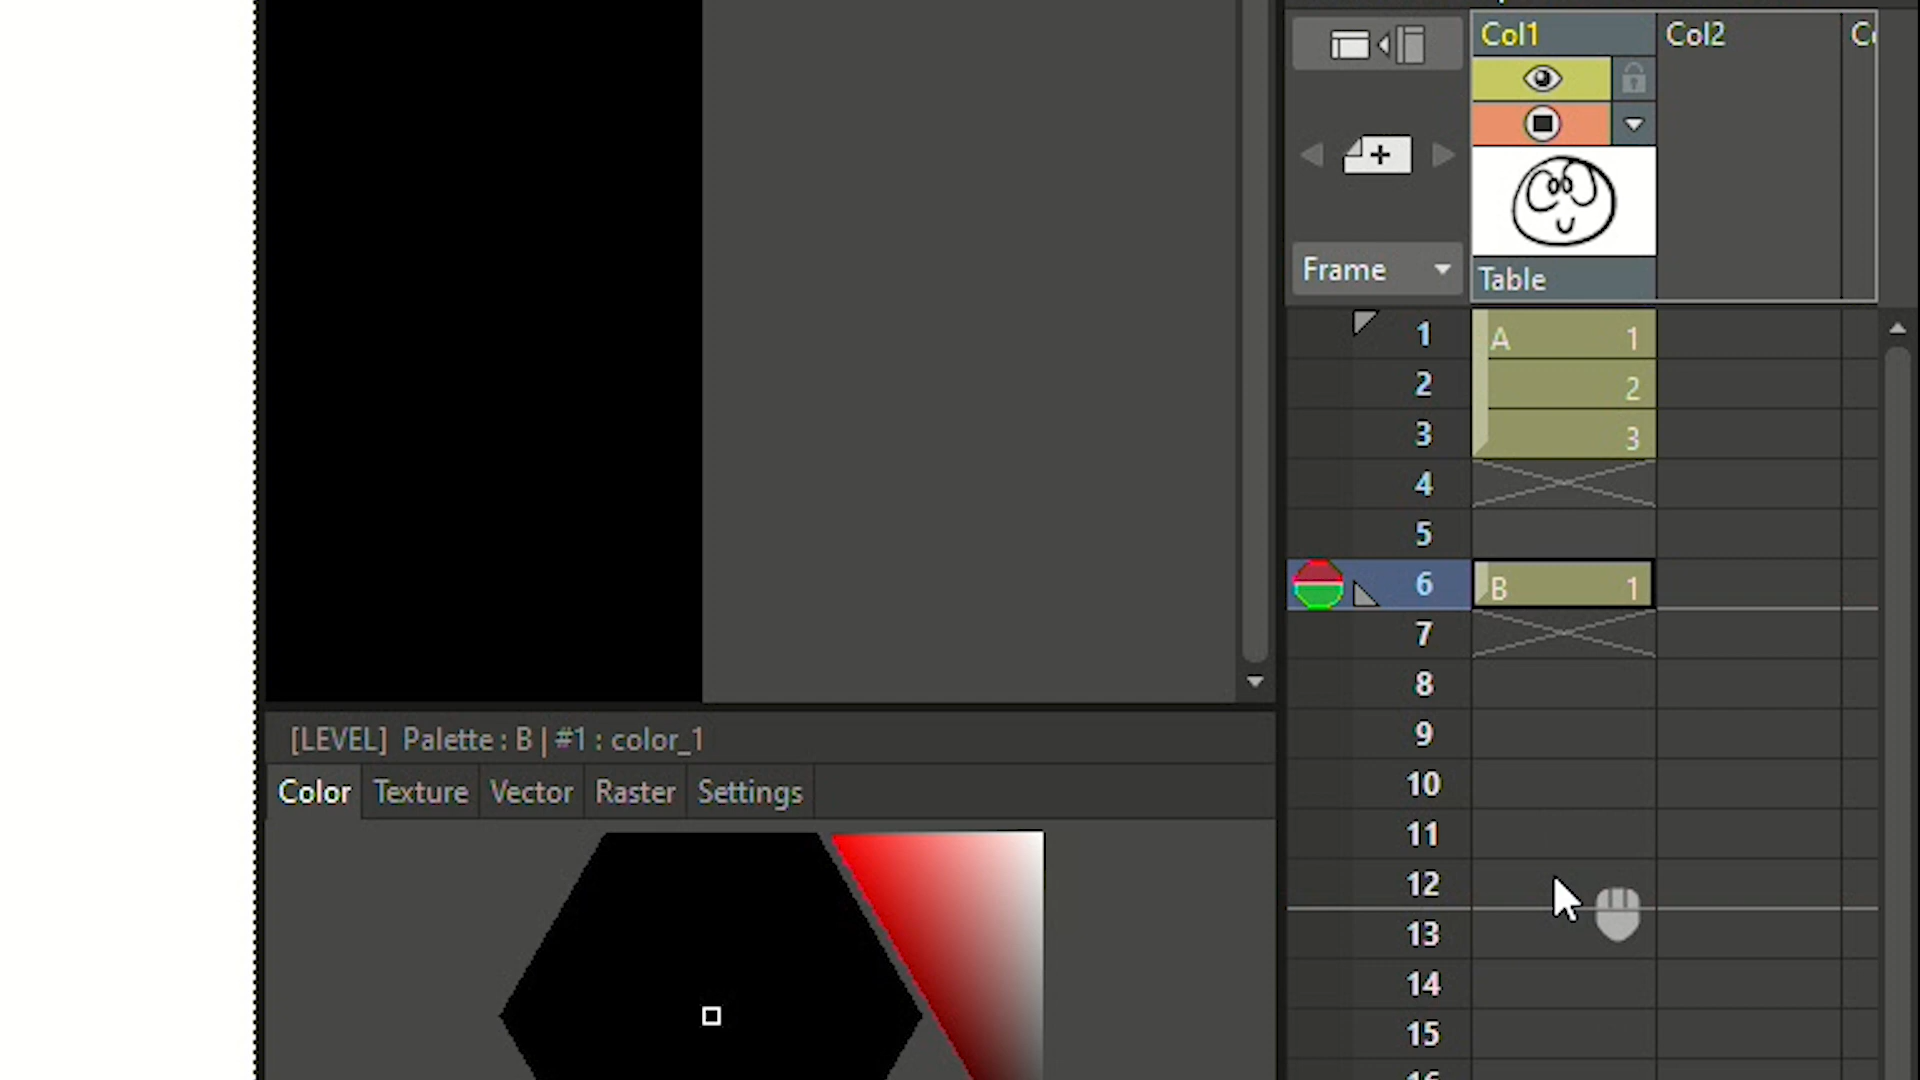 Col1
Col2
Frame
Table
1
A 1
2
2
3
3
4
5
6
B 1
7
8
9
10
11
12
13
14
15
[LEVEL] Palette : B | #1 : color_1
Color
Texture
Vector
Raster
Settings